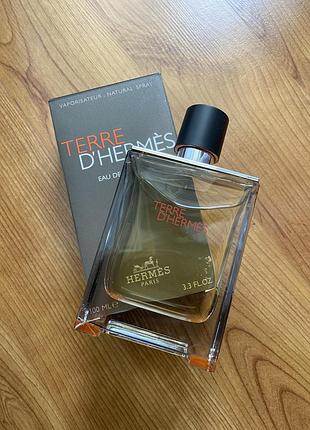 VAPORISATEUR - NATURAL SPRAY
TERRE
D'HERMÈS
EAU DE
100 ML ℮
TERRE
D'HERMÈS
HERMÈS
PARIS
3.3 FL.OZ